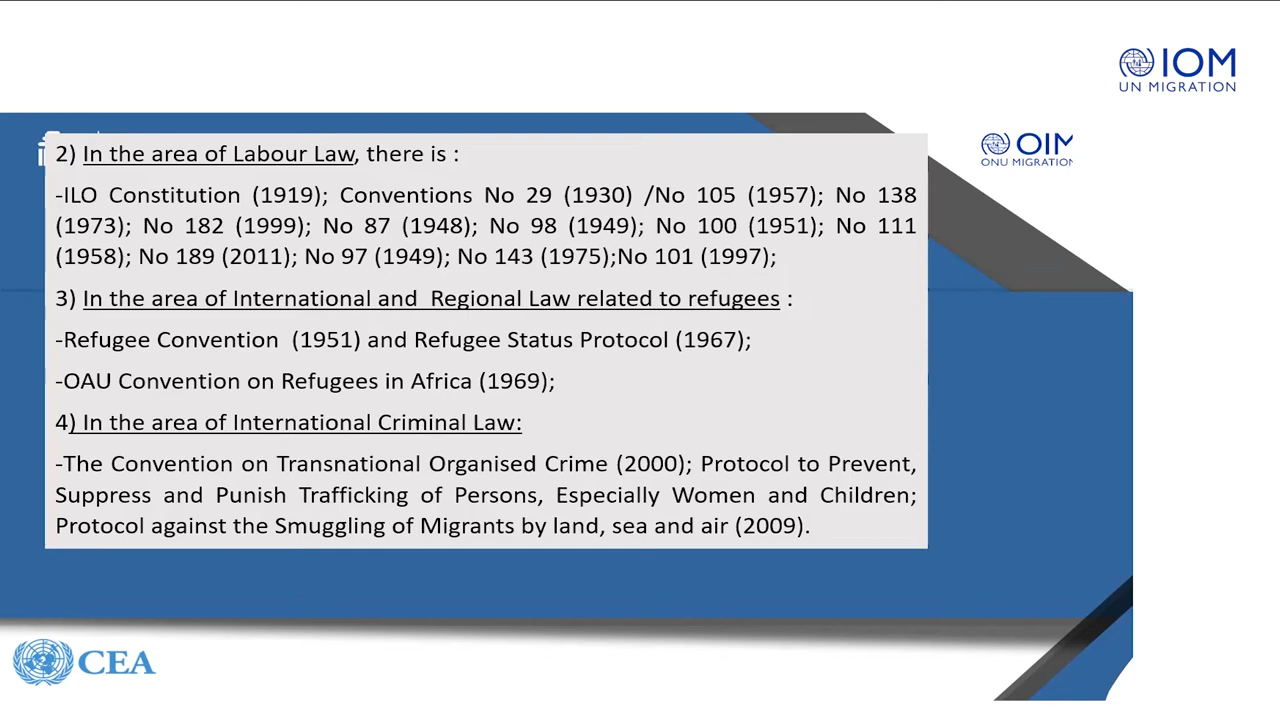 IOM
UN MIGRATION
OIM
ONU MIGRATION
2) In the area of Labour Law, there is :
-ILO Constitution (1919); Conventions No 29 (1930) /No 105 (1957); No 138
(1973); No 182 (1999); No 87 (1948); No 98 (1949); No 100 (1951); No 111
(1958); No 189 (2011); No 97 (1949); No 143 (1975);No 101 (1997);
3) In the area of International and  Regional Law related to refugees :
-Refugee Convention  (1951) and Refugee Status Protocol (1967);
-OAU Convention on Refugees in Africa (1969);
4) In the area of International Criminal Law:
-The Convention on Transnational Organised Crime (2000); Protocol to Prevent,
Suppress and Punish Trafficking of Persons, Especially Women and Children;
Protocol against the Smuggling of Migrants by land, sea and air (2009).
CEA